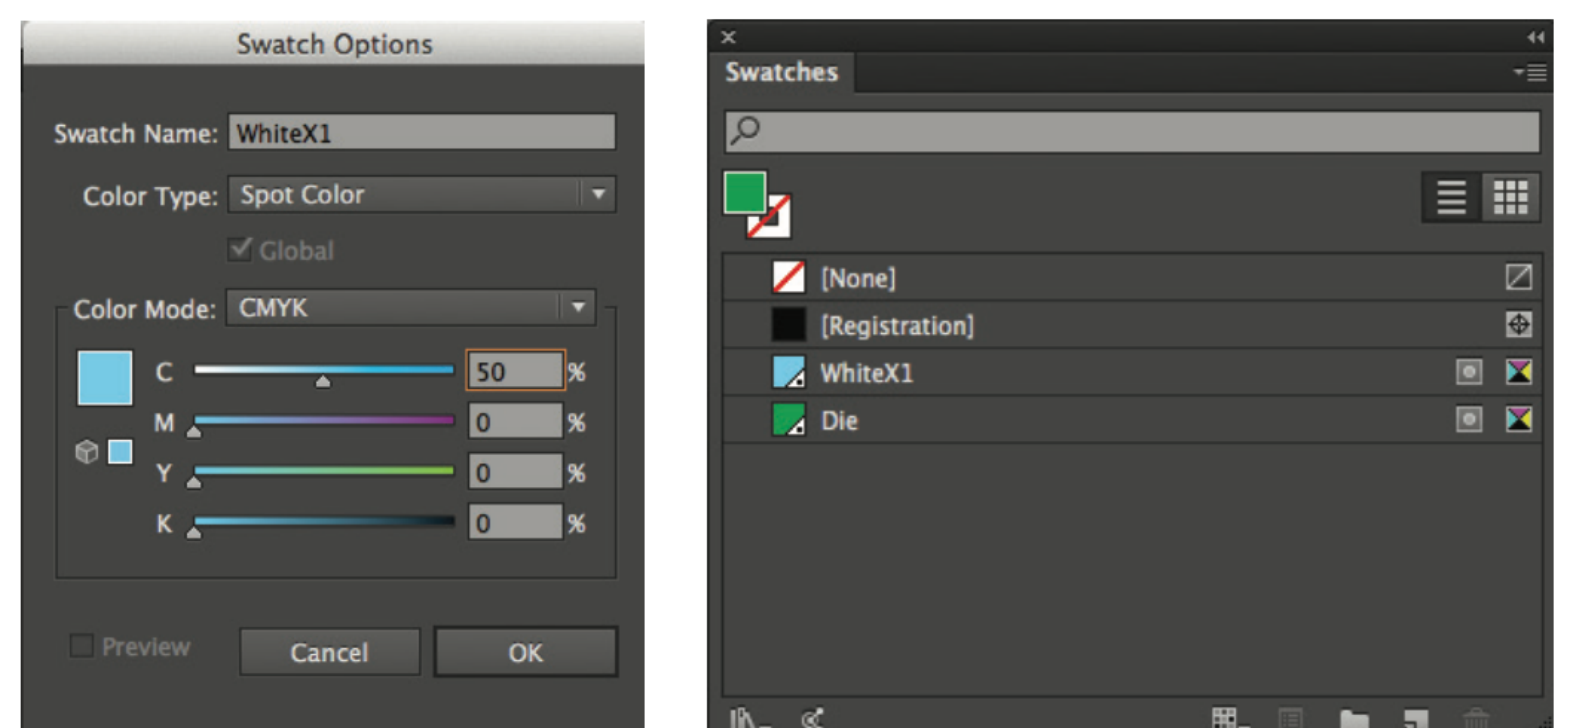 Swatch Options
Swatch Name: WhiteX1
Color Type: Spot Color
Global
Color Mode: CMYK
C 50 %
M 0 %
Y 0 %
K 0 %
Preview Cancel OK
Swatches
[None]
[Registration]
WhiteX1
Die